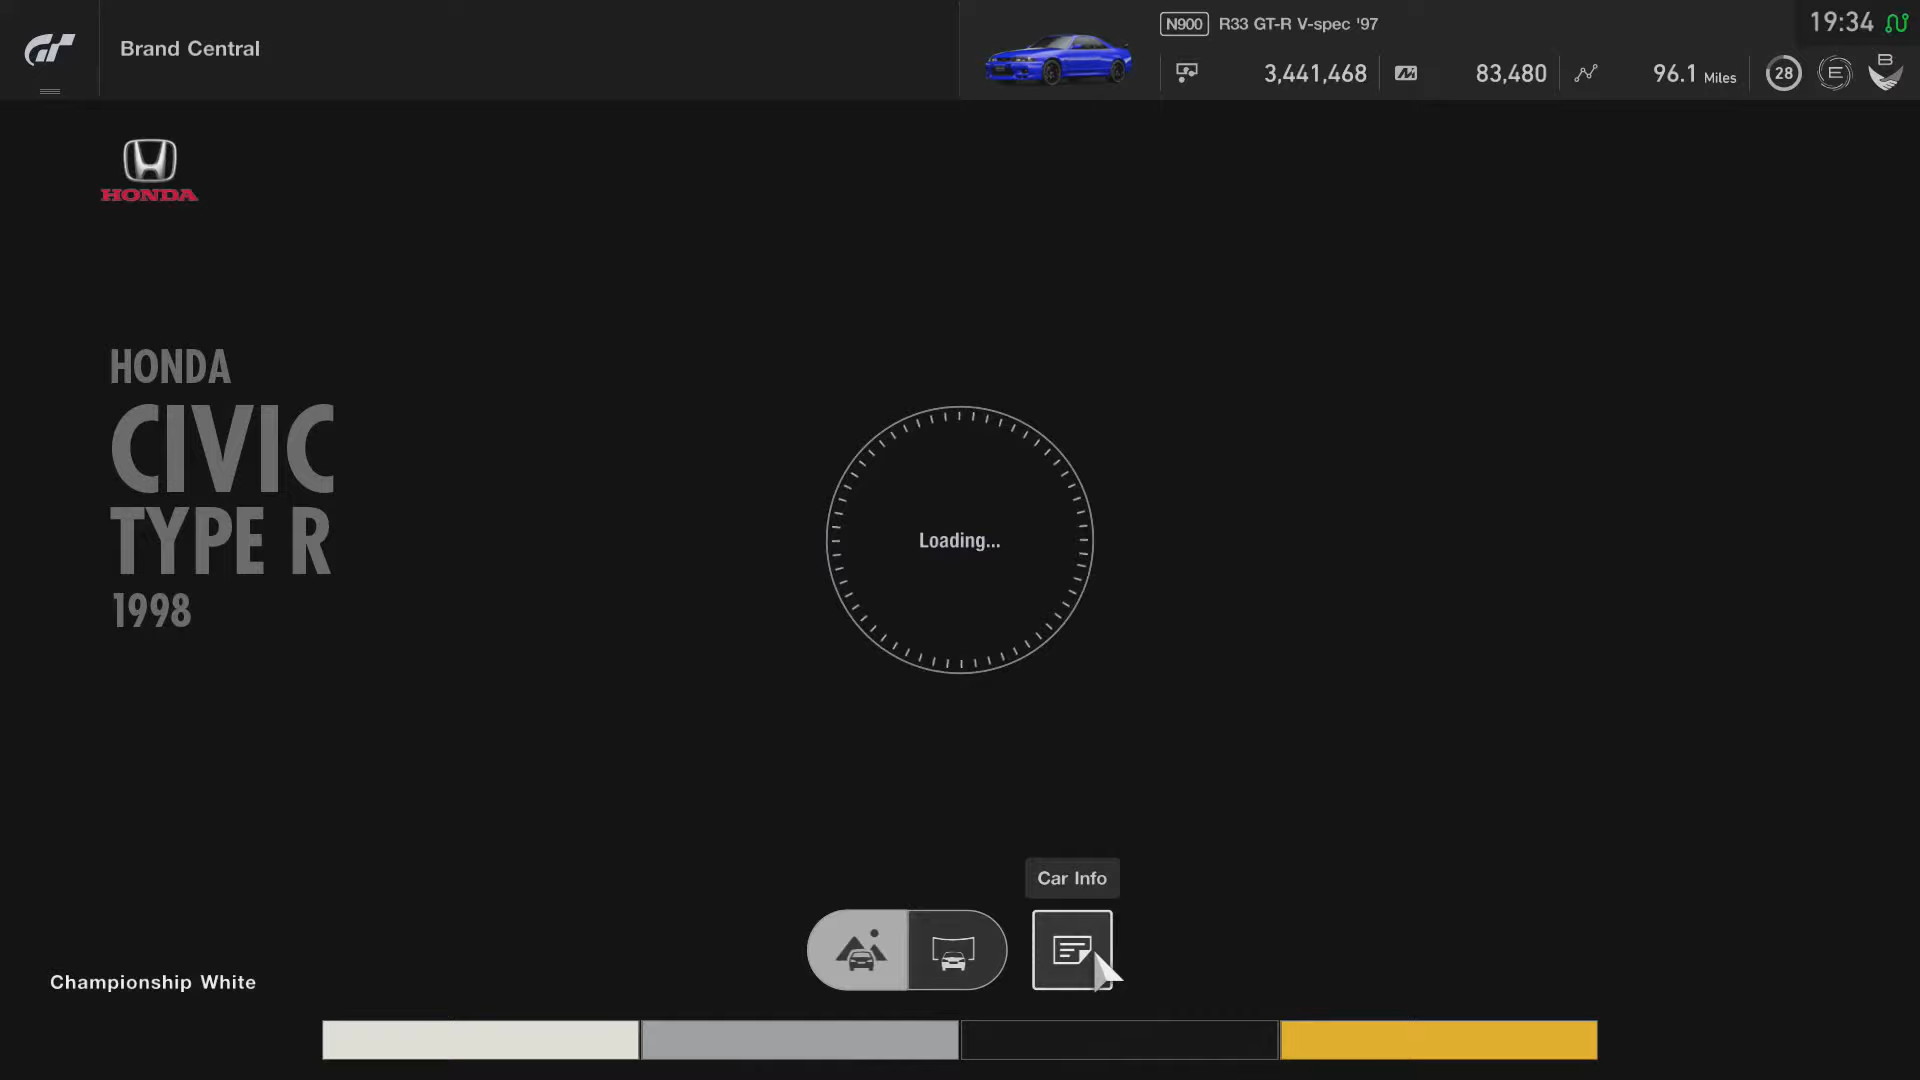 Brand Central
N900 R33 GT-R V-spec '97
19:34
3,441,468
83,480
96.1 Miles
28
E
B
HONDA
HONDA
CIVIC
TYPE R
1998
Loading...
Car Info
Championship White